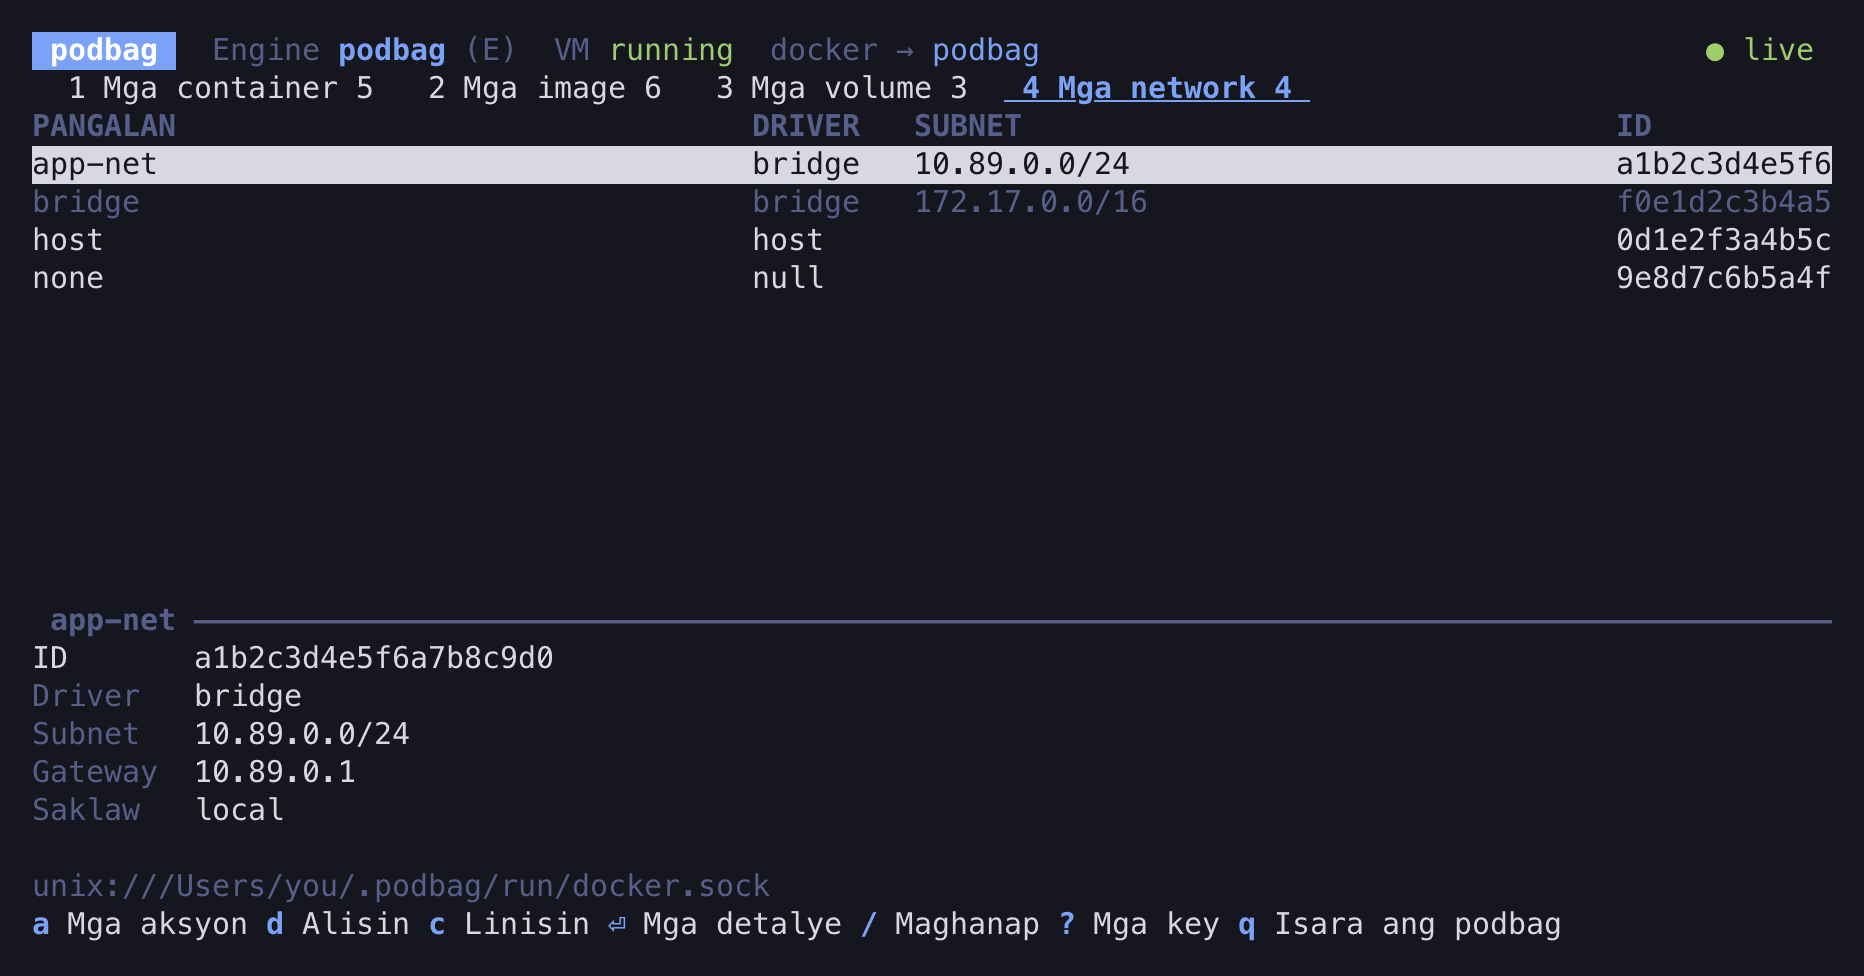 podbag Engine podbag (E) VM running docker → podbag ● live
1 Mga container 5 2 Mga image 6 3 Mga volume 3 4 Mga network 4
PANGALAN DRIVER SUBNET ID
app-net bridge 10.89.0.0/24 a1b2c3d4e5f6
bridge bridge 172.17.0.0/16 f0e1d2c3b4a5
host host 0d1e2f3a4b5c
none null 9e8d7c6b5a4f
app-net
ID a1b2c3d4e5f6a7b8c9d0
Driver bridge
Subnet 10.89.0.0/24
Gateway 10.89.0.1
Saklaw local
unix:///Users/you/.podbag/run/docker.sock
a Mga aksyon d Alisin c Linisin ⏎ Mga detalye / Maghanap ? Mga key q Isara ang podbag